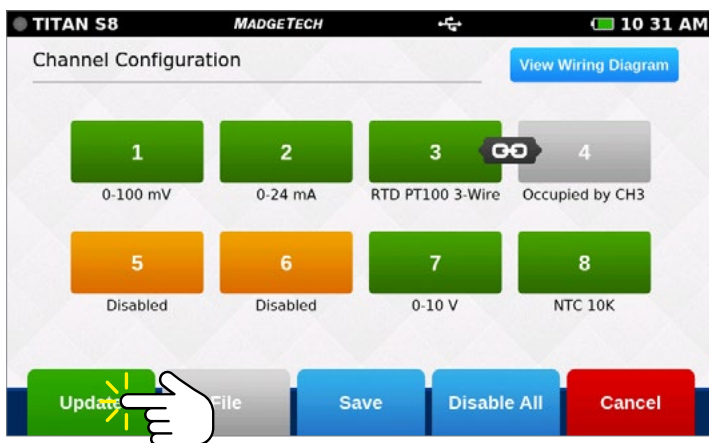 TITAN S8 MADGETECH 10 31 AM
Channel Configuration
View Wiring Diagram
1 2 3 4
0-100 mV 0-24 mA RTD PT100 3-Wire Occupied by CH3
5 6 7 8
Disabled Disabled 0-10 V NTC 10K
Update File Save Disable All Cancel